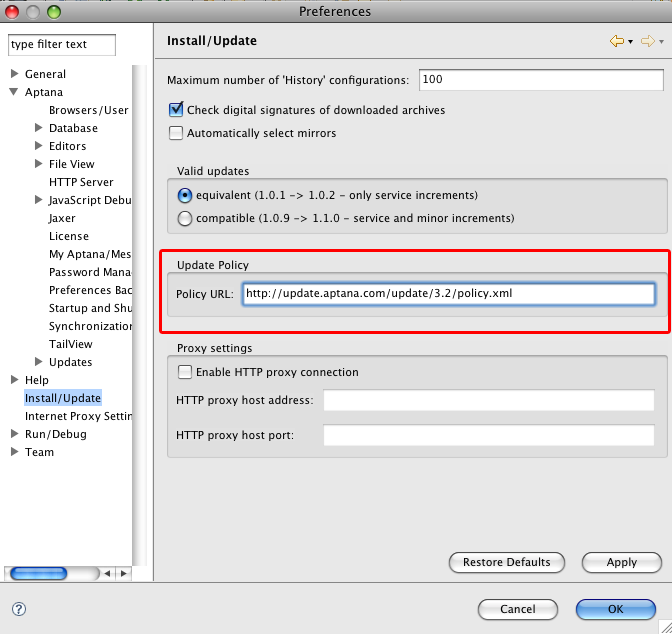 Preferences
type filter text
Install/Update
General
Aptana
Browsers/User
Database
Editors
File View
HTTP Server
JavaScript Debu
Jaxer
License
My Aptana/Mes
Password Mana
Preferences Bac
Startup and Shu
Synchronization
TailView
Updates
Help
Install/Update
Internet Proxy Settin
Run/Debug
Team
Maximum number of 'History' configurations: 100
Check digital signatures of downloaded archives
Automatically select mirrors
Valid updates
equivalent (1.0.1 -> 1.0.2 - only service increments)
compatible (1.0.9 -> 1.1.0 - service and minor increments)
Update Policy
Policy URL: http://update.aptana.com/update/3.2/policy.xml
Proxy settings
Enable HTTP proxy connection
HTTP proxy host address:
HTTP proxy host port:
Restore Defaults Apply
? Cancel OK